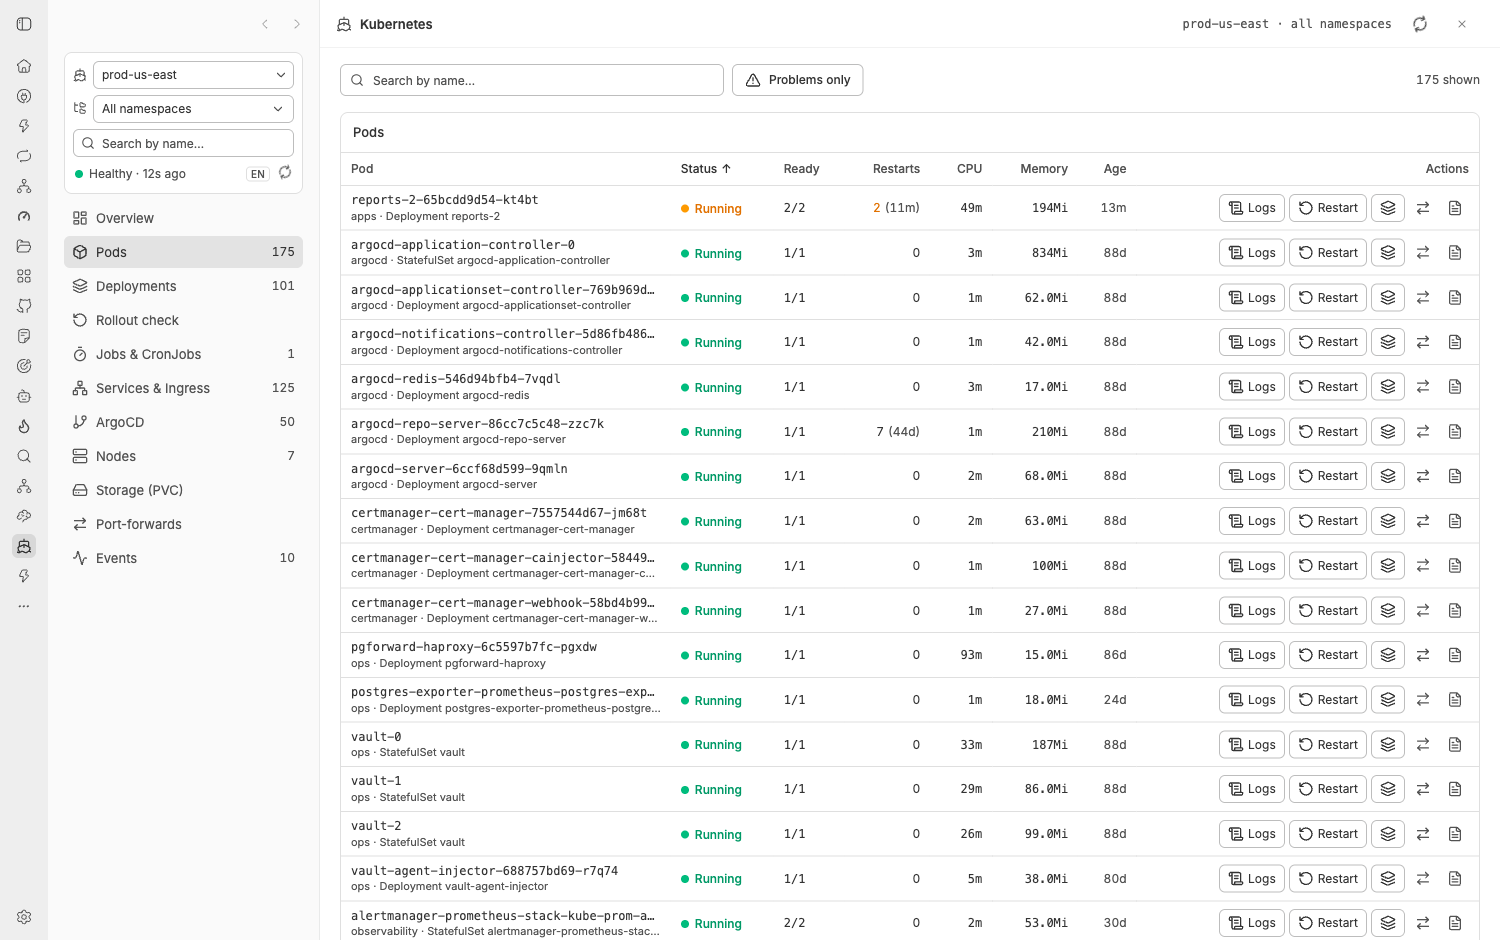 Kubernetes
prod-us-east · all namespaces
prod-us-east
All namespaces
Search by name...
Healthy · 12s ago
EN
Overview
Pods 175
Deployments 101
Rollout check
Jobs & CronJobs 1
Services & Ingress 125
ArgoCD 50
Nodes 7
Storage (PVC)
Port-forwards
Events 10
Search by name...
Problems only
175 shown
Pods
Pod Status ↑ Ready Restarts CPU Memory Age Actions
reports-2-65bcdd9d54-kt4bt
apps · Deployment reports-2
Running 2/2 2 (11m) 49m 194Mi 13m Logs Restart
argocd-application-controller-0
argocd · StatefulSet argocd-application-controller
Running 1/1 0 3m 834Mi 88d Logs Restart
argocd-applicationset-controller-769b969d...
argocd · Deployment argocd-applicationset-controller
Running 1/1 0 1m 62.0Mi 88d Logs Restart
argocd-notifications-controller-5d86fb486...
argocd · Deployment argocd-notifications-controller
Running 1/1 0 1m 42.0Mi 88d Logs Restart
argocd-redis-546d94bfb4-7vqdl
argocd · Deployment argocd-redis
Running 1/1 0 3m 17.0Mi 88d Logs Restart
argocd-repo-server-86cc7c5c48-zzc7k
argocd · Deployment argocd-repo-server
Running 1/1 7 (44d) 1m 210Mi 88d Logs Restart
argocd-server-6ccf68d599-9qmln
argocd · Deployment argocd-server
Running 1/1 0 2m 68.0Mi 88d Logs Restart
certmanager-cert-manager-7557544d67-jm68t
certmanager · Deployment certmanager-cert-manager
Running 1/1 0 2m 63.0Mi 88d Logs Restart
certmanager-cert-manager-cainjector-58449...
certmanager · Deployment certmanager-cert-manager-c...
Running 1/1 0 1m 100Mi 88d Logs Restart
certmanager-cert-manager-webhook-58bd4b99...
certmanager · Deployment certmanager-cert-manager-w...
Running 1/1 0 1m 27.0Mi 88d Logs Restart
pgforward-haproxy-6c5597b7fc-pgxdw
ops · Deployment pgforward-haproxy
Running 1/1 0 93m 15.0Mi 86d Logs Restart
postgres-exporter-prometheus-postgres-exp...
ops · Deployment postgres-exporter-prometheus-postgre...
Running 1/1 0 1m 18.0Mi 24d Logs Restart
vault-0
ops · StatefulSet vault
Running 1/1 0 33m 187Mi 88d Logs Restart
vault-1
ops · StatefulSet vault
Running 1/1 0 29m 86.0Mi 88d Logs Restart
vault-2
ops · StatefulSet vault
Running 1/1 0 26m 99.0Mi 88d Logs Restart
vault-agent-injector-688757bd69-r7q74
ops · Deployment vault-agent-injector
Running 1/1 0 5m 38.0Mi 80d Logs Restart
alertmanager-prometheus-stack-kube-prom-a...
observability · StatefulSet alertmanager-prometheus-stac...
Running 2/2 0 2m 53.0Mi 30d Logs Restart